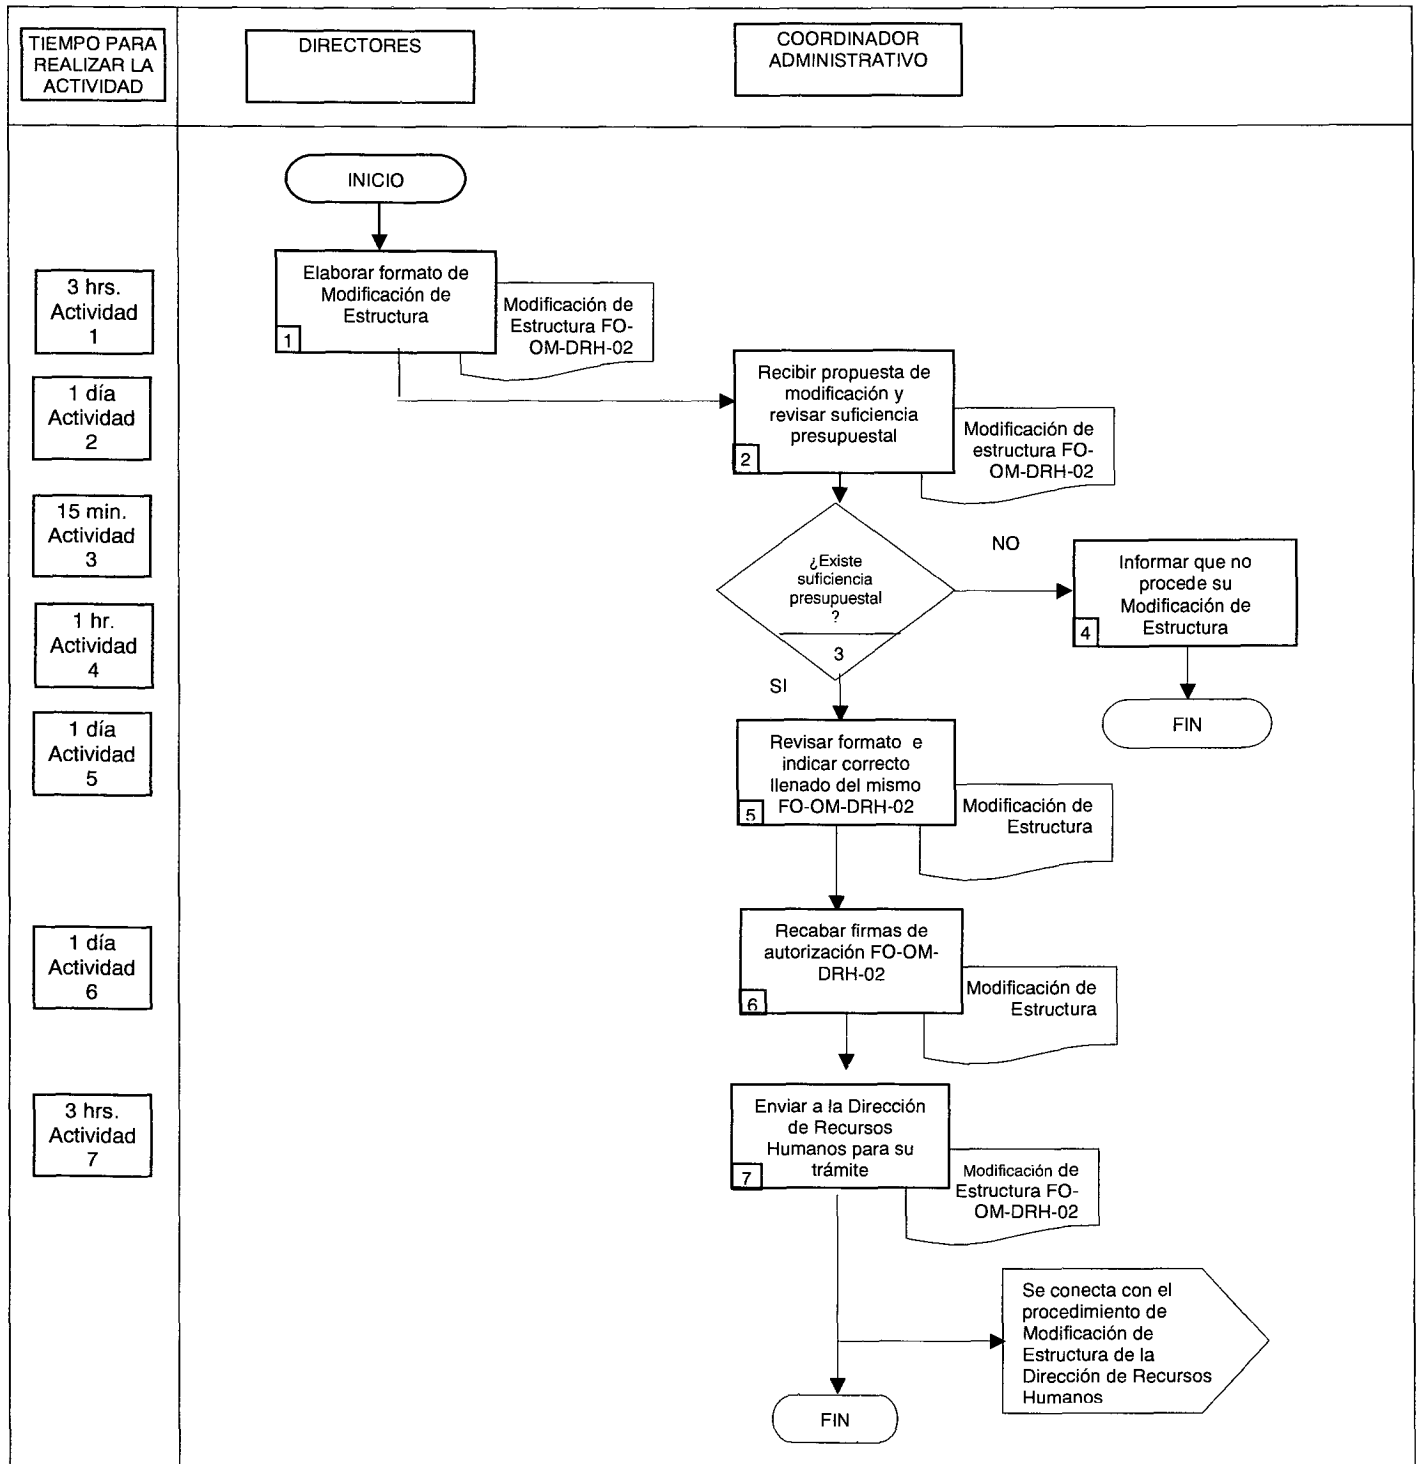 TIEMPO PARA
REALIZAR LA
ACTIVIDAD
DIRECTORES
COORDINADOR
ADMINISTRATIVO
INICIO
3 hrs.
Actividad
1
Elaborar formato de
Modificación de
Estructura
1
Modificación de
Estructura FO-
OM-DRH-02
1 día
Actividad
2
Recibir propuesta de
modificación y
revisar suficiencia
presupuestal
2
Modificación de
estructura FO-
OM-DRH-02
15 min.
Actividad
3
¿Existe
suficiencia
presupuestal
?
3
NO
SI
1 hr.
Actividad
4
Informar que no
procede su
Modificación de
Estructura
4
FIN
1 día
Actividad
5
Revisar formato e
indicar correcto
llenado del mismo
FO-OM-DRH-02
5
Modificación de
Estructura
1 día
Actividad
6
Recabar firmas de
autorización FO-OM-
DRH-02
6
Modificación de
Estructura
3 hrs.
Actividad
7
Enviar a la Dirección
de Recursos
Humanos para su
trámite
7
Modificación de
Estructura FO-
OM-DRH-02
Se conecta con el
procedimiento de
Modificación de
Estructura de la
Dirección de Recursos
Humanos
FIN